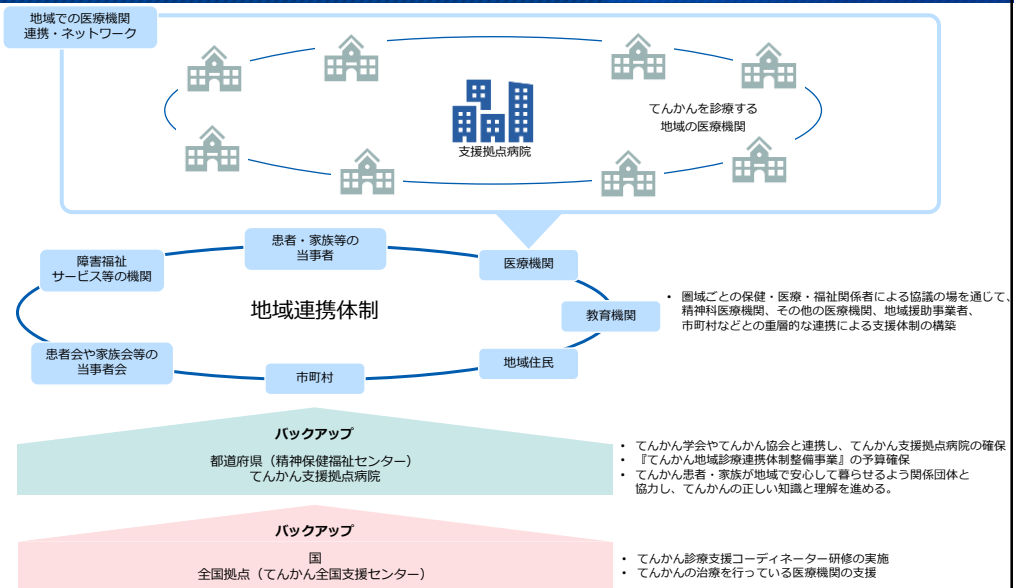 地域での医療機関
連携・ネットワーク
てんかんを診療する
地域の医療機関
支援拠点病院
患者・家族等の
当事者
障害福祉
サービス等の機関
医療機関
地域連携体制
教育機関
• 圏域ごとの保健・医療・福祉関係者による協議の場を通じて、
精神科医療機関、その他の医療機関、地域援助事業者、
市町村などとの重層的な連携による支援体制の構築
患者会や家族会等の
当事者会
地域住民
市町村
バックアップ
都道府県（精神保健福祉センター）
てんかん支援拠点病院
• てんかん学会やてんかん協会と連携し、てんかん支援拠点病院の確保
• 『てんかん地域診療連携体制整備事業』の予算確保
• てんかん患者・家族が地域で安心して暮らせるよう関係団体と
協力し、てんかんの正しい知識と理解を進める。
バックアップ
国
全国拠点（てんかん全国支援センター）
• てんかん診療支援コーディネーター研修の実施
• てんかんの治療を行っている医療機関の支援